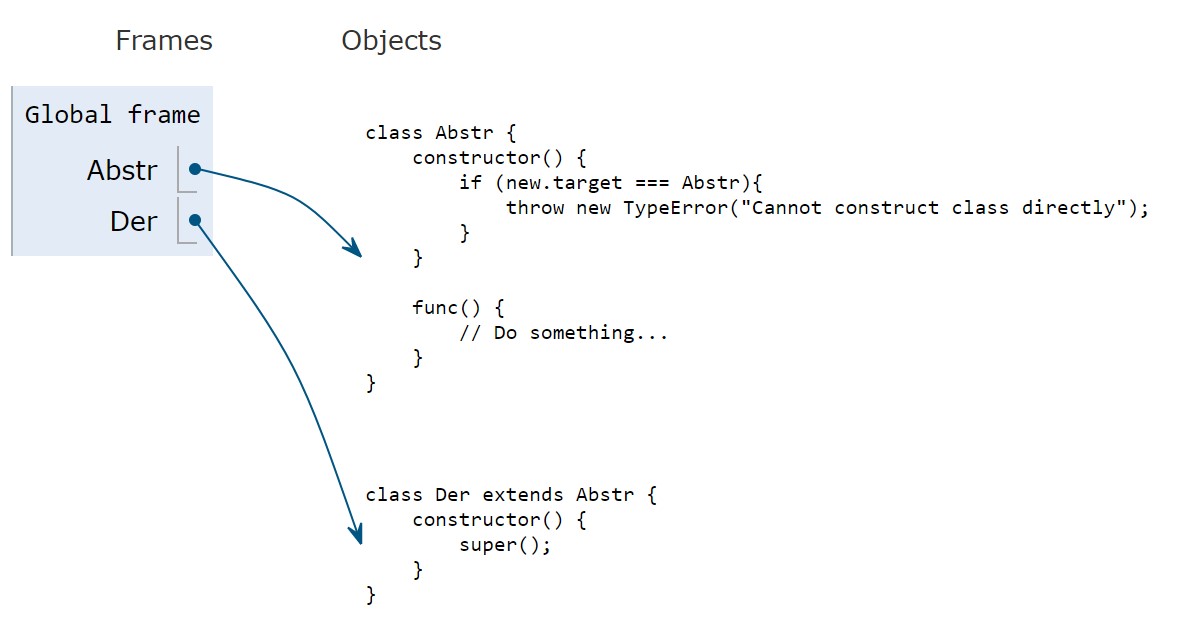 Frames Objects
Global frame
Abstr
Der
class Abstr {
    constructor() {
        if (new.target === Abstr){
            throw new TypeError("Cannot construct class directly");
        }
    }

    func() {
        // Do something...
    }
}

class Der extends Abstr {
    constructor() {
        super();
    }
}